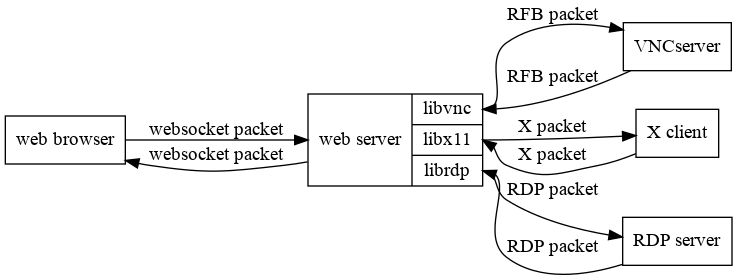 web browser
websocket packet
websocket packet
web server
libvnc
libx11
librdp
RFB packet
RFB packet
VNCserver
X packet
X packet
X client
RDP packet
RDP packet
RDP server